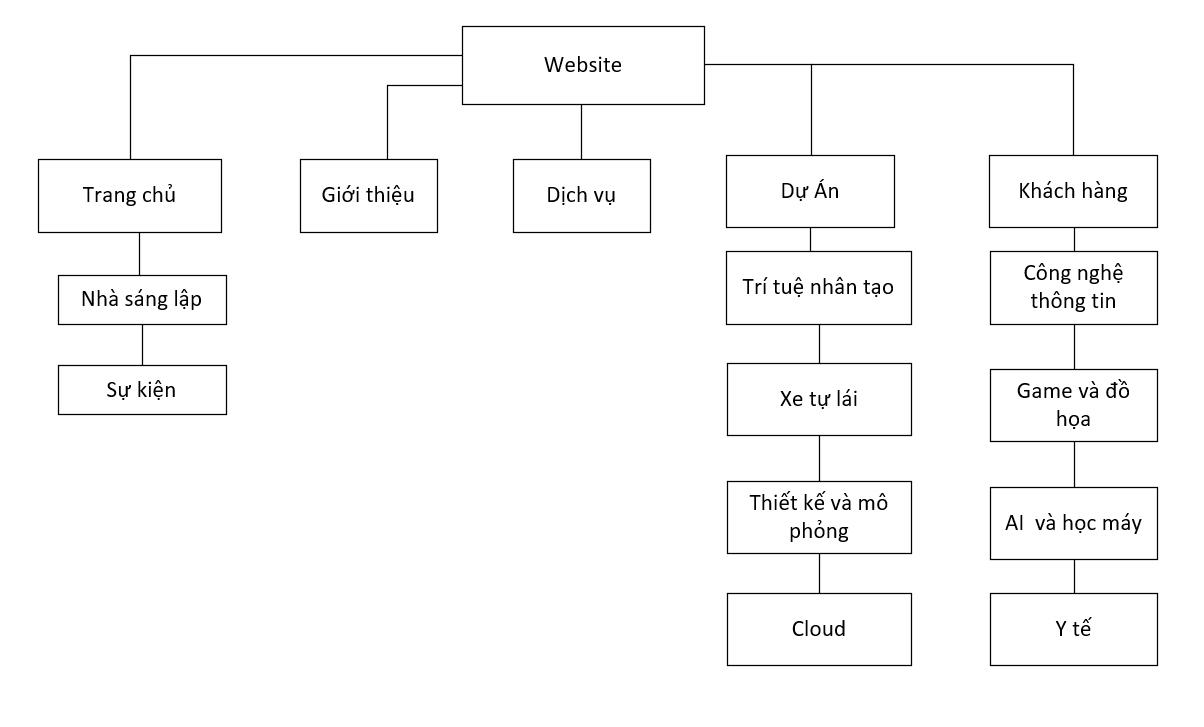 Website
Trang chủ
Giới thiệu
Dịch vụ
Dự Án
Khách hàng
Nhà sáng lập
Sự kiện
Trí tuệ nhân tạo
Xe tự lái
Thiết kế và mô
phỏng
Cloud
Công nghệ
thông tin
Game và đồ
họa
AI  và học máy
Y tế